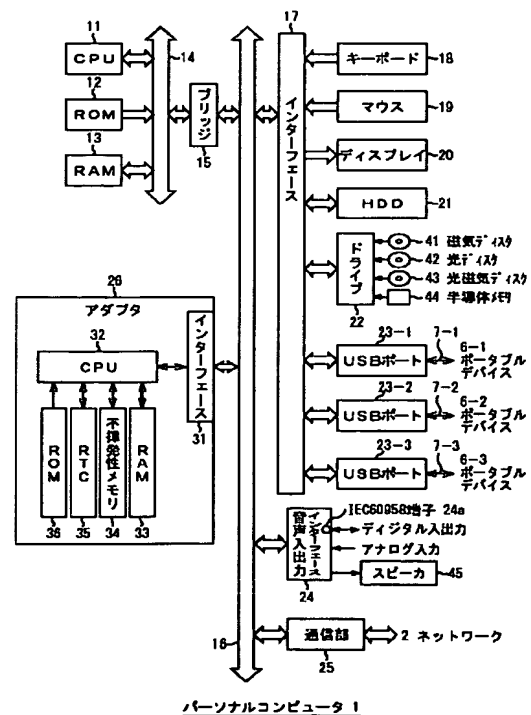 11
CPU
12
ROM
13
RAM
14
ブリッジ
15
17
インターフェース
キーボード 18
マウス 19
ディスプレイ 20
HDD 21
ドライブ
22
41 磁気ディスク
42 光ディスク
43 光磁気ディスク
44 半導体メモリ
23-1
USBポート
7-1
6-1
ポータブル
デバイス
23-2
USBポート
7-2
6-2
ポータブル
デバイス
23-3
USBポート
7-3
6-3
ポータブル
デバイス
26
アダプタ
32
CPU
インターフェース
31
ROM
36
RTC
35
不揮発性メモリ
34
RAM
33
音声入出力
インターフェース
24
IEC60958端子 24a
ディジタル入出力
アナログ入力
スピーカ 45
16
通信部
25
2 ネットワーク
パーソナルコンピュータ 1